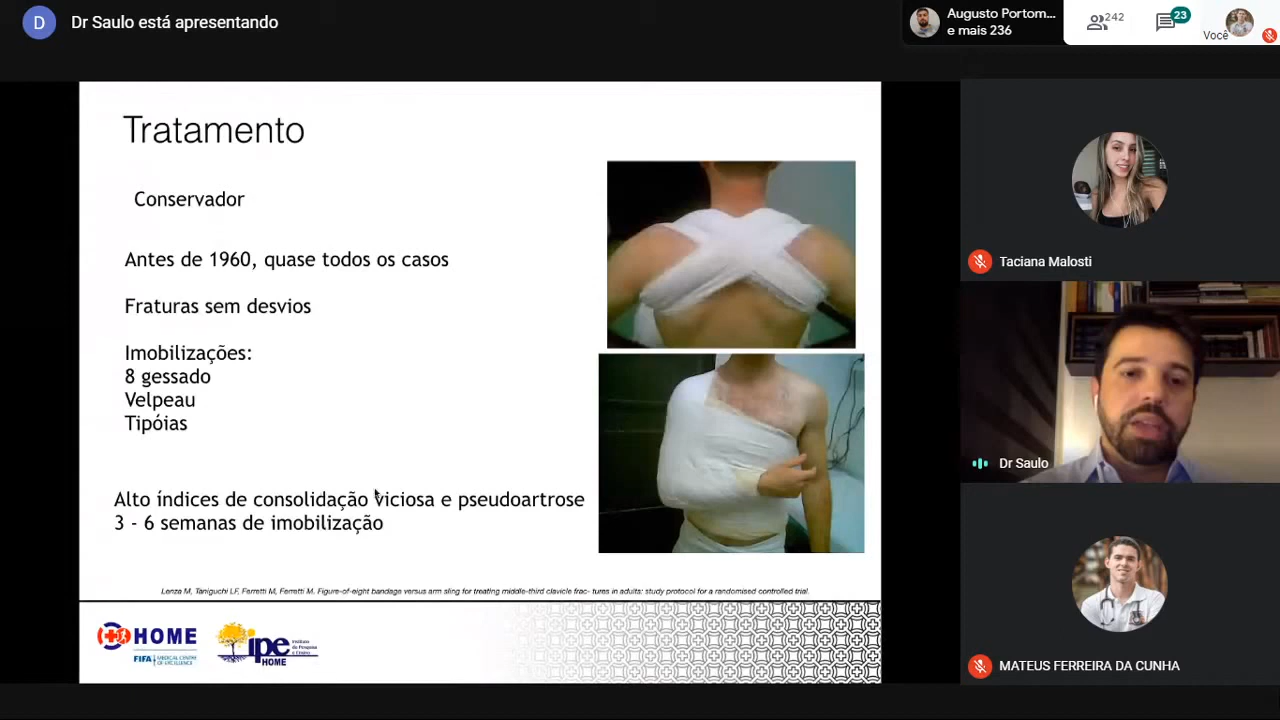 D
Dr Saulo está apresentando
Augusto Portom...
e mais 236
242
23
Você
Tratamento
Conservador
Antes de 1960, quase todos os casos
Fraturas sem desvios
Imobilizações:
8 gessado
Velpeau
Tipóias
Alto índices de consolidação viciosa e pseudoartrose
3 - 6 semanas de imobilização
Lenza M, Taniguchi LF, Ferretti M, Ferretti M. Figure-of-eight bandage versus arm sling for treating middle-third clavicle frac- tures in adults: study protocol for a randomised controlled trial.
HOME
FIFA MEDICAL CENTRE OF EXCELLENCE
ipe
Instituto de Pesquisa e Ensino
HOME
Taciana Malosti
Dr Saulo
MATEUS FERREIRA DA CUNHA